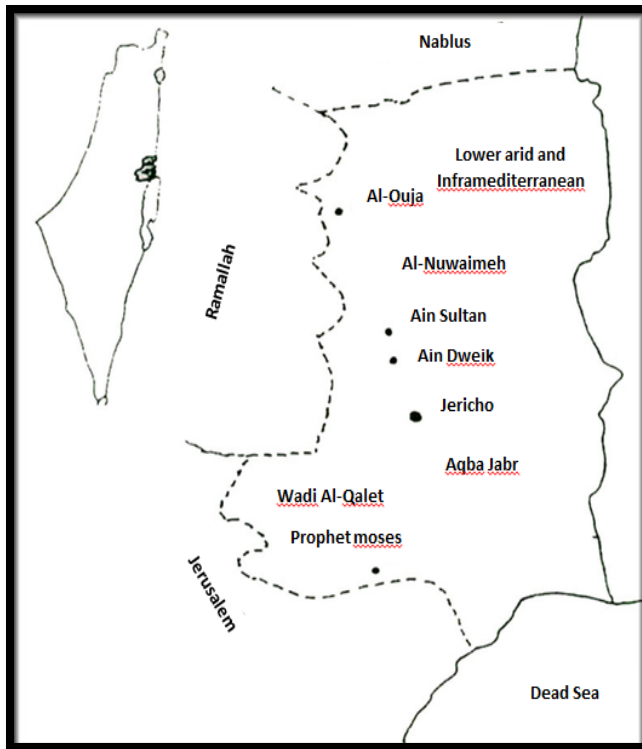 Nablus
Lower arid and
Inframediterranean
Al-Ouja
Al-Nuwaimeh
Ramallah
Ain Sultan
Ain Dweik
Jericho
Aqba Jabr
Wadi Al-Qalet
Prophet moses
Jerusalem
Dead Sea